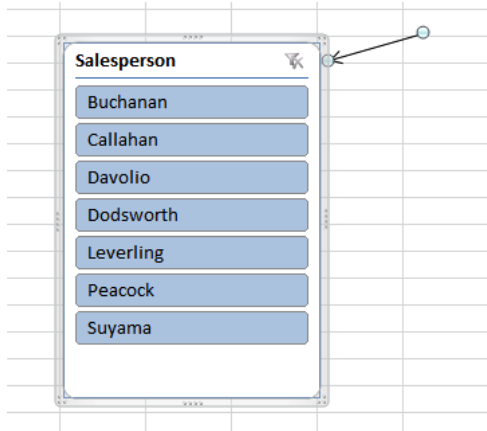 Salesperson
Buchanan
Callahan
Davolio
Dodsworth
Leverling
Peacock
Suyama